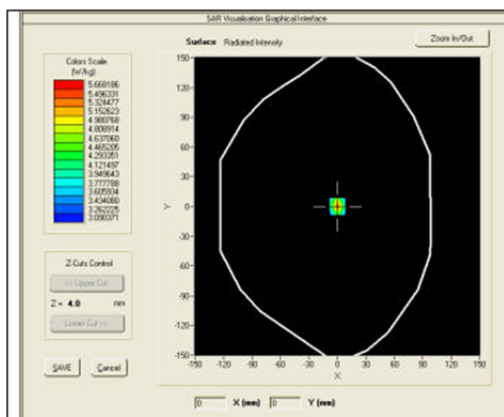 SAR Visualisation Graphical Interface
Surface Radiated Intensity
Zoom In/Out
Colors Scale
(W/kg)
5.668186
5.496331
5.324477
5.152623
4.980768
4.808914
4.637060
4.465205
4.293351
4.121497
3.949643
3.777788
3.605934
3.434080
3.262225
3.090371
Z-Cuts Control
<< Upper Cut
Z = 4.0 mm
Lower Cut >>
SAVE Cancel
150
120
90
60
30
0
-30
-60
-90
-120
-150
Y
-150 -120 -90 -60 -30 0 30 60 90 120 150
X
0 X (mm) 0 Y (mm)